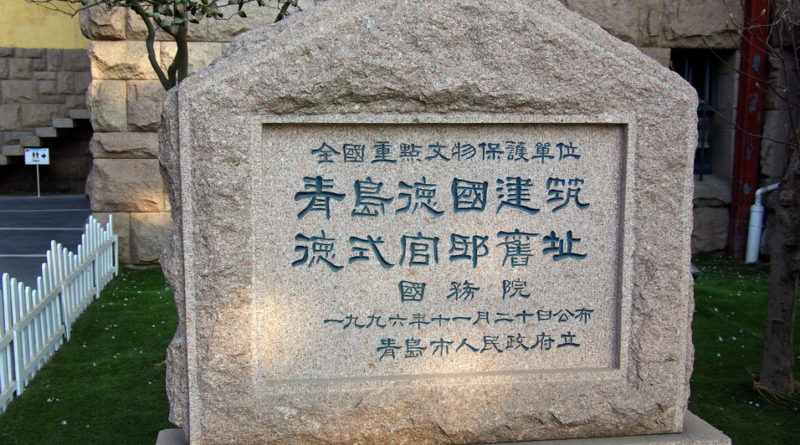 全國重點文物保護單位
青島德國建筑
德式官邸舊址
國務院
一九九六年十一月二十日公布
青島市人民政府立